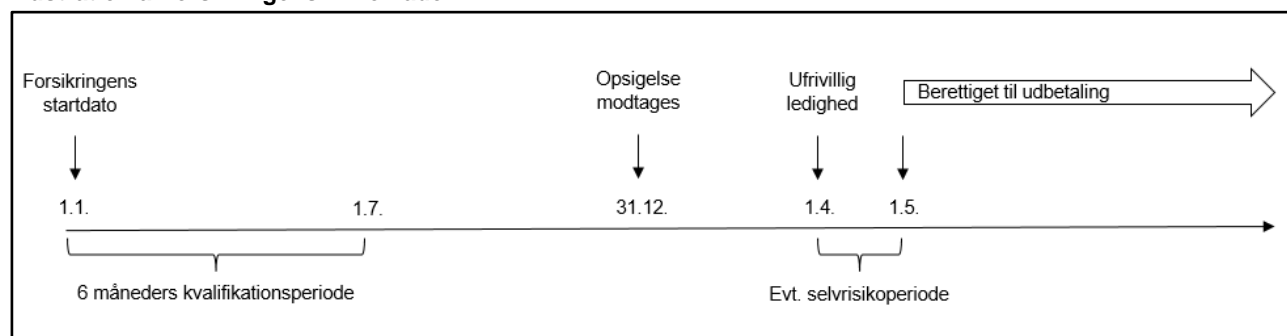 Forsikringens
startdato
Opsigelse
modtages
Ufrivillig
ledighed
Berettiget til udbetaling
1.1.
1.7.
31.12.
1.4.
1.5.
6 måneders kvalifikationsperiode
Evt. selvrisikoperiode